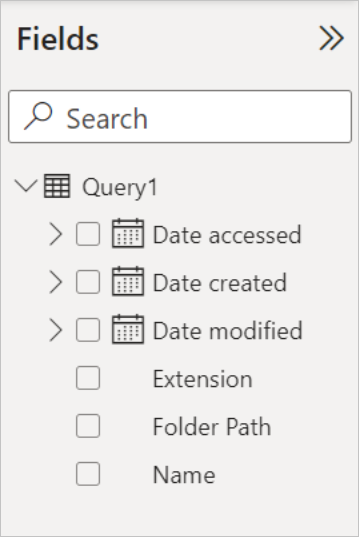 Fields
Search
Query1
Date accessed
Date created
Date modified
Extension
Folder Path
Name